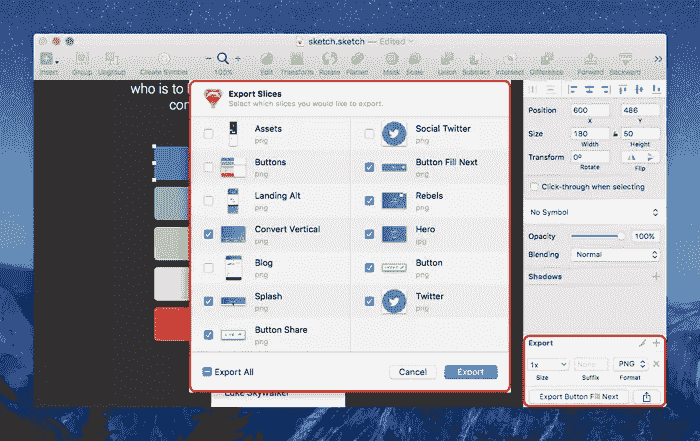 sketch.sketch — Edited
Insert Group Ungroup Create Symbol 100% Edit Transform Rotate Flatten Mask Scale Union Subtract Intersect Difference Forward Backward
who is to
Export Slices
Select which slices you would like to export.
Assets
png
Buttons
png
Landing Alt
png
Convert Vertical
png
Blog
png
Splash
png
Button Share
png
Social Twitter
png
Button Fill Next
png
Rebels
png
Hero
jpg
Button
png
Twitter
png
Export All
Cancel Export
Luke Skywalker
Position 600 486
X Y
Size 180 50
Width Height
Transform 0°
Rotate Flip
Click-through when selecting
No Symbol
Opacity 100%
Blending Normal
Shadows
Export
1x None PNG
Size Suffix Format
Export Button Fill Next